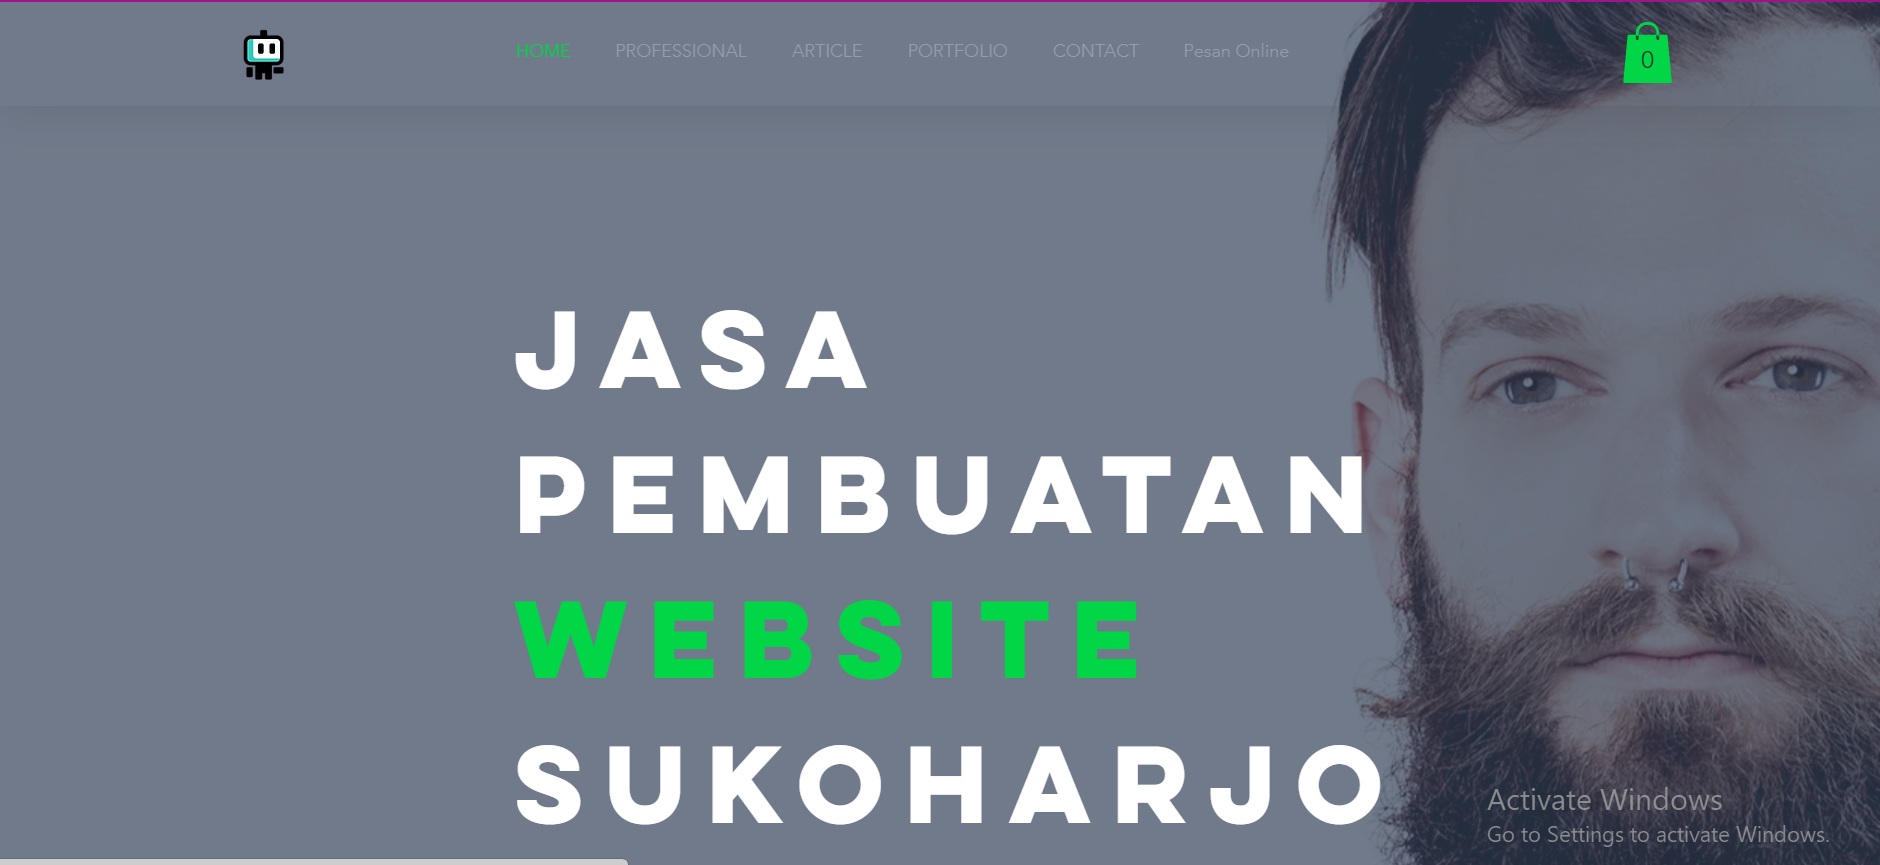 HOME PROFESSIONAL ARTICLE PORTFOLIO CONTACT Pesan Online
0
JASA
PEMBUATAN
WEBSITE
SUKOHARJO
Activate Windows
Go to Settings to activate Windows.